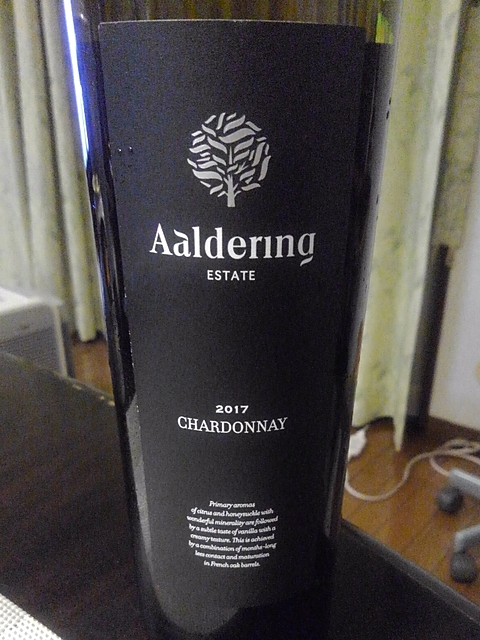 Aaldering
ESTATE
2017
CHARDONNAY
Primary aromas
of citrus and honeysuckle with
wonderful minerality are followed
by a subtle taste of vanilla with a
creamy texture. This is achieved
by a combination of months-long
lees contact and maturation
in French oak barrels.